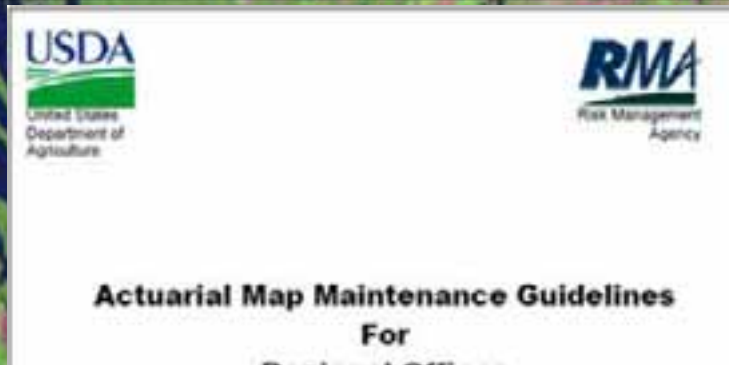 USDA
United States
Department of
Agriculture
RMA
Risk Management
Agency
Actuarial Map Maintenance Guidelines
For